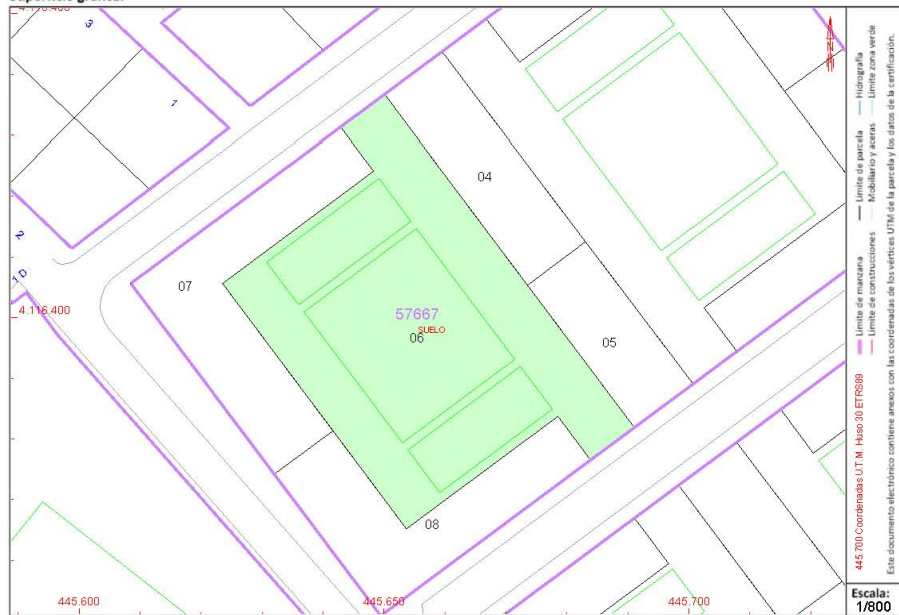 Superficie gráfica:
3
1
04
2
1 D
07
4.116.400
57667
SUELO
06
05
08
445.600
445.650
445.700
Límite de manzana
Límite de parcela
Hidrografía
Límite de construcciones
Mobiliario y aceras
Límite zona verde
445.700 Coordenadas U.T.M. Huso 30 ETRS89
Este documento electrónico contiene anexos con las coordenadas de los vértices UTM de la parcela y los datos de la certificación.
Escala:
1/800